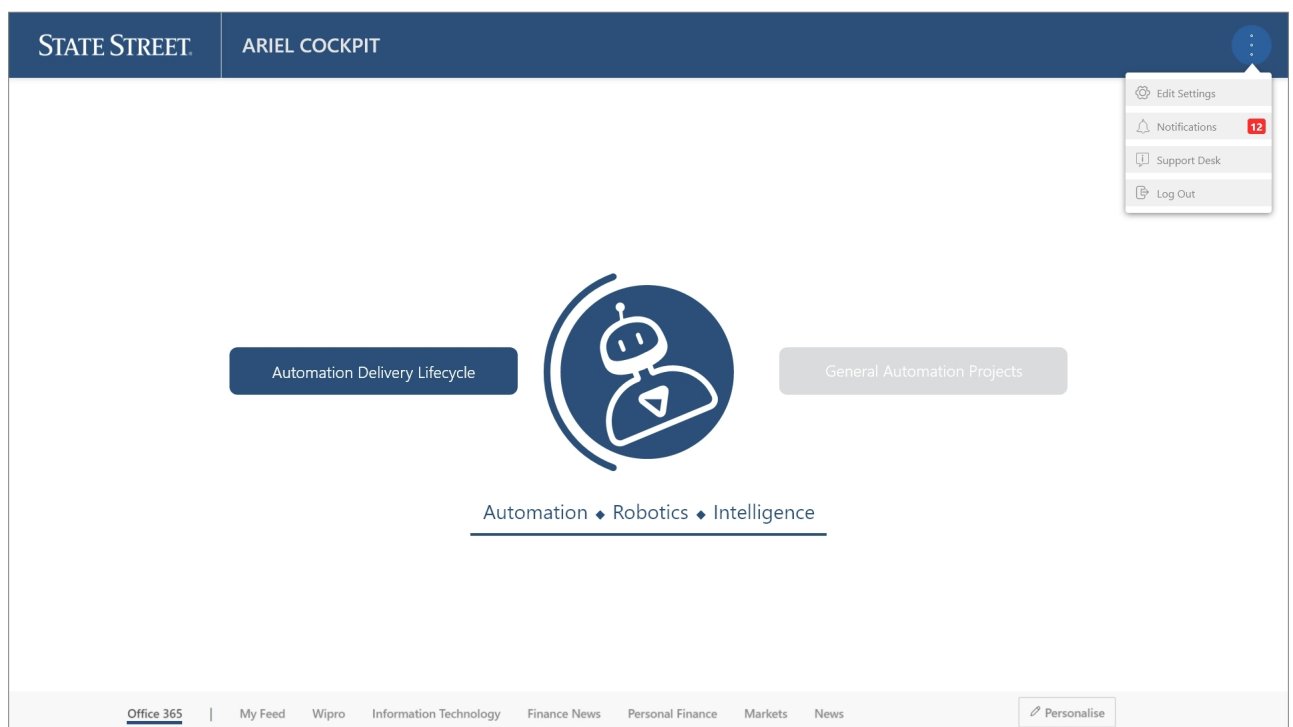 STATE STREET. ARIEL COCKPIT
Edit Settings
Notifications 12
Support Desk
Log Out
Automation Delivery Lifecycle General Automation Projects
Automation ◆ Robotics ◆ Intelligence
Office 365 | My Feed Wipro Information Technology Finance News Personal Finance Markets News Personalise